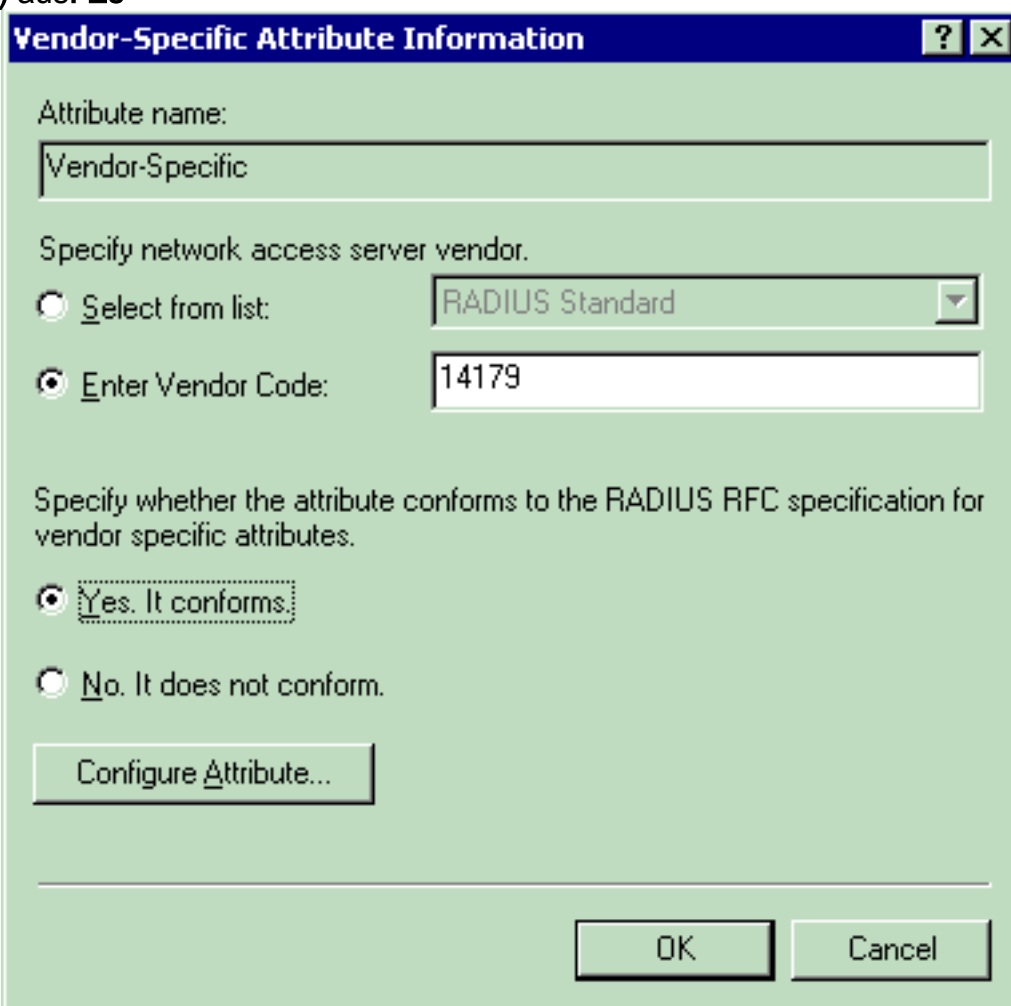 ) aus. Es
Vendor-Specific Attribute Information
Attribute name:
Vendor-Specific
Specify network access server vendor.
Select from list: RADIUS Standard
Enter Vendor Code: 14179
Specify whether the attribute conforms to the RADIUS RFC specification for
vendor specific attributes.
Yes. It conforms.
No. It does not conform.
Configure Attribute...
OK Cancel